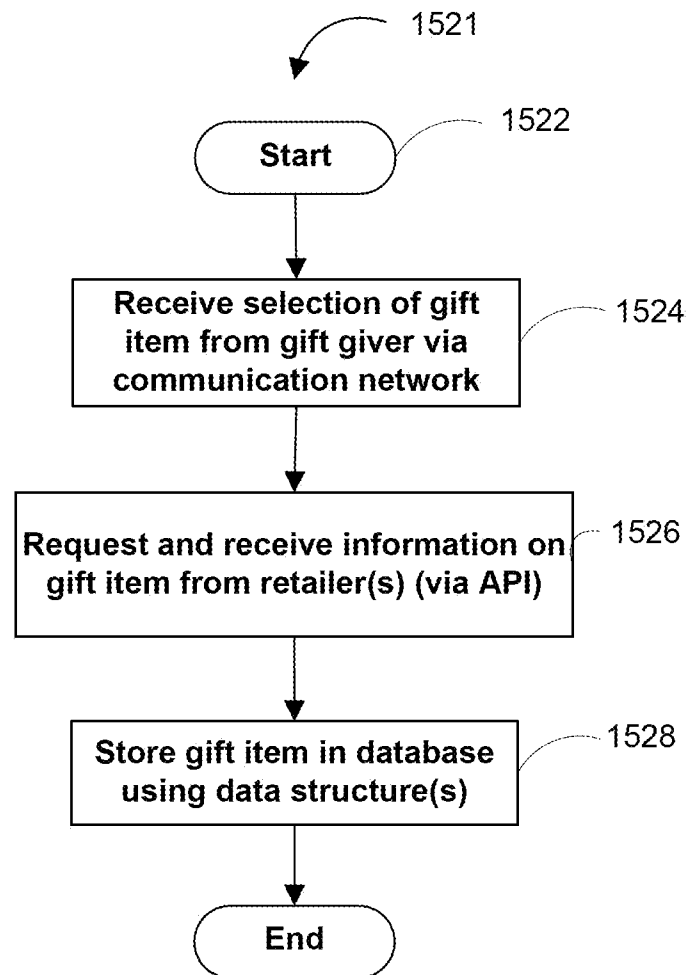 1521
1522
Start
Receive selection of gift
item from gift giver via
communication network
1524
Request and receive information on
gift item from retailer(s) (via API)
1526
Store gift item in database
using data structure(s)
1528
End